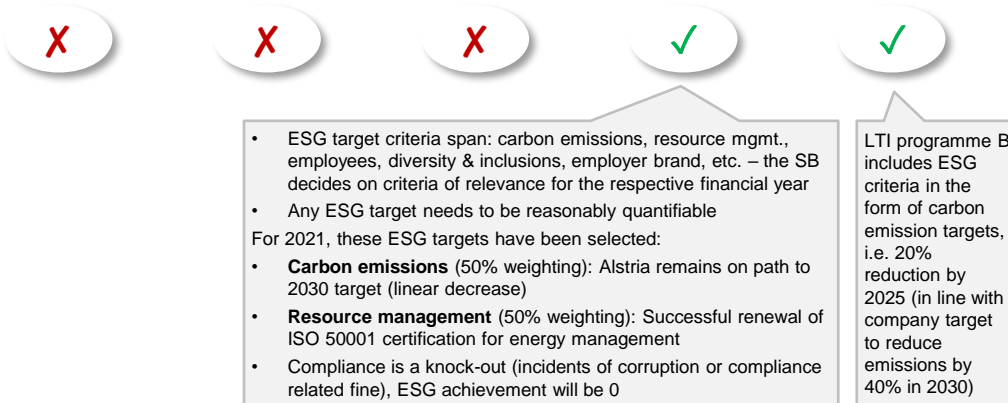 ✗ ✗ ✗ ✓ ✓
• ESG target criteria span: carbon emissions, resource mgmt.,
employees, diversity & inclusions, employer brand, etc. – the SB
decides on criteria of relevance for the respective financial year
• Any ESG target needs to be reasonably quantifiable
For 2021, these ESG targets have been selected:
• Carbon emissions (50% weighting): Alstria remains on path to
2030 target (linear decrease)
• Resource management (50% weighting): Successful renewal of
ISO 50001 certification for energy management
• Compliance is a knock-out (incidents of corruption or compliance
related fine), ESG achievement will be 0
LTI programme B
includes ESG
criteria in the
form of carbon
emission targets,
i.e. 20%
reduction by
2025 (in line with
company target
to reduce
emissions by
40% in 2030)